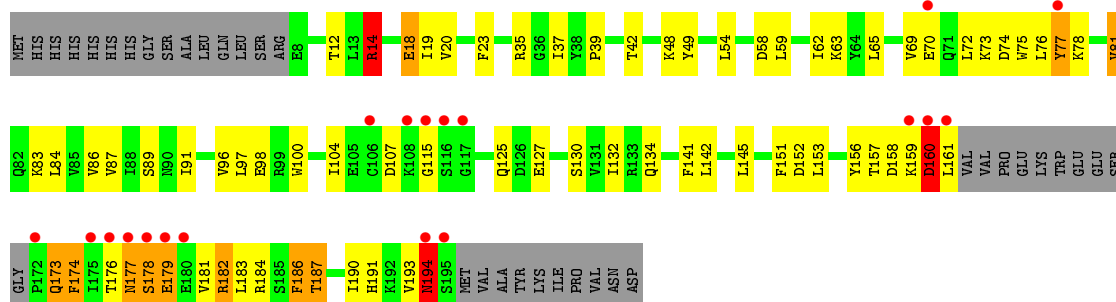 MET HIS HIS HIS HIS HIS HIS GLY SER ALA LEU GLN LEU SER ARG E8 T12 L13 R14 E18 I19 V20 F23 R35 G36 I37 Y38 P39 T42 K48 Y49 L54 D58 L59 I62 K63 Y64 L65 V69 E70 Q71 L72 K73 D74 W75 L76 Y77 K78
Q82 K83 L84 V85 V86 V87 I88 S89 N90 I91 V96 L97 E98 R99 W100 I104 E105 C106 D107 K108 G115 S116 G117 Q125 D126 E127 S130 V131 I132 R133 Q134 F141 L142 L145 F151 D152 L153 Y156 T157 D158 K159 D160 L161 VAL VAL PRO GLU LYS TRP GLU GLU SER
GLY P172 Q173 F174 I175 T176 N177 S178 E179 E180 V181 R182 L183 R184 S185 F186 T187 I190 H191 K192 V193 N194 S195 MET VAL ALA TYR LYS ILE PRO VAL ASN ASP